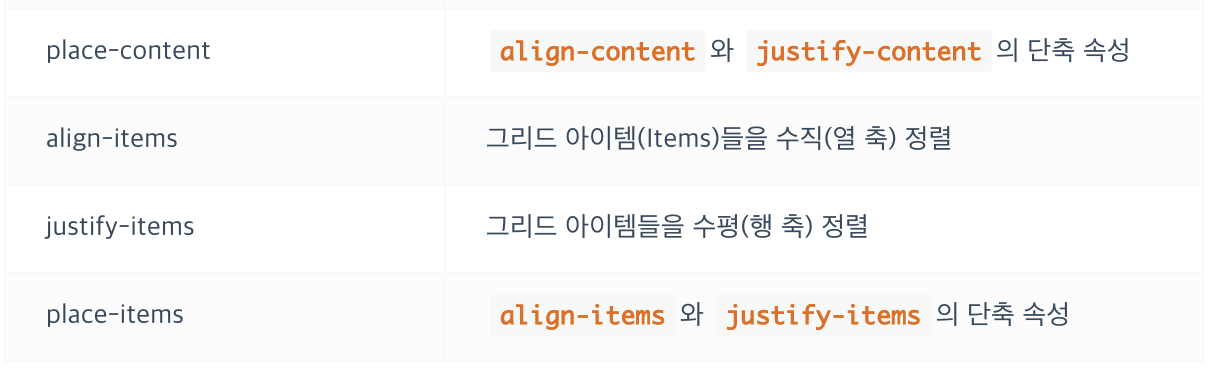 place-content align-content 와 justify-content 의 단축 속성
align-items 그리드 아이템(Items)들을 수직(열 축) 정렬
justify-items 그리드 아이템들을 수평(행 축) 정렬
place-items align-items 와 justify-items 의 단축 속성